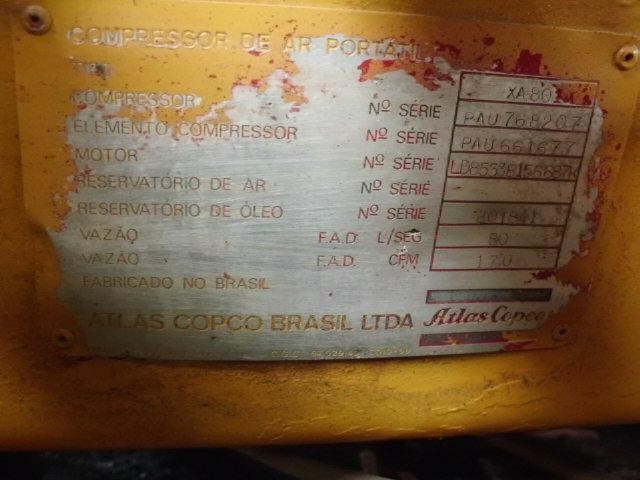 COMPRESSOR DE AR PORTÁTIL
COMPRESSOR Nº SÉRIE PAU768207
ELEMENTO COMPRESSOR Nº SÉRIE PAU661677
MOTOR Nº SÉRIE
RESERVATÓRIO DE AR Nº SÉRIE
RESERVATÓRIO DE ÓLEO Nº SÉRIE
VAZÃO F.A.D. L/SEG 80
VAZÃO F.A.D. CFM 170
FABRICADO NO BRASIL
ATLAS COPCO BRASIL LTDA Atlas Copco